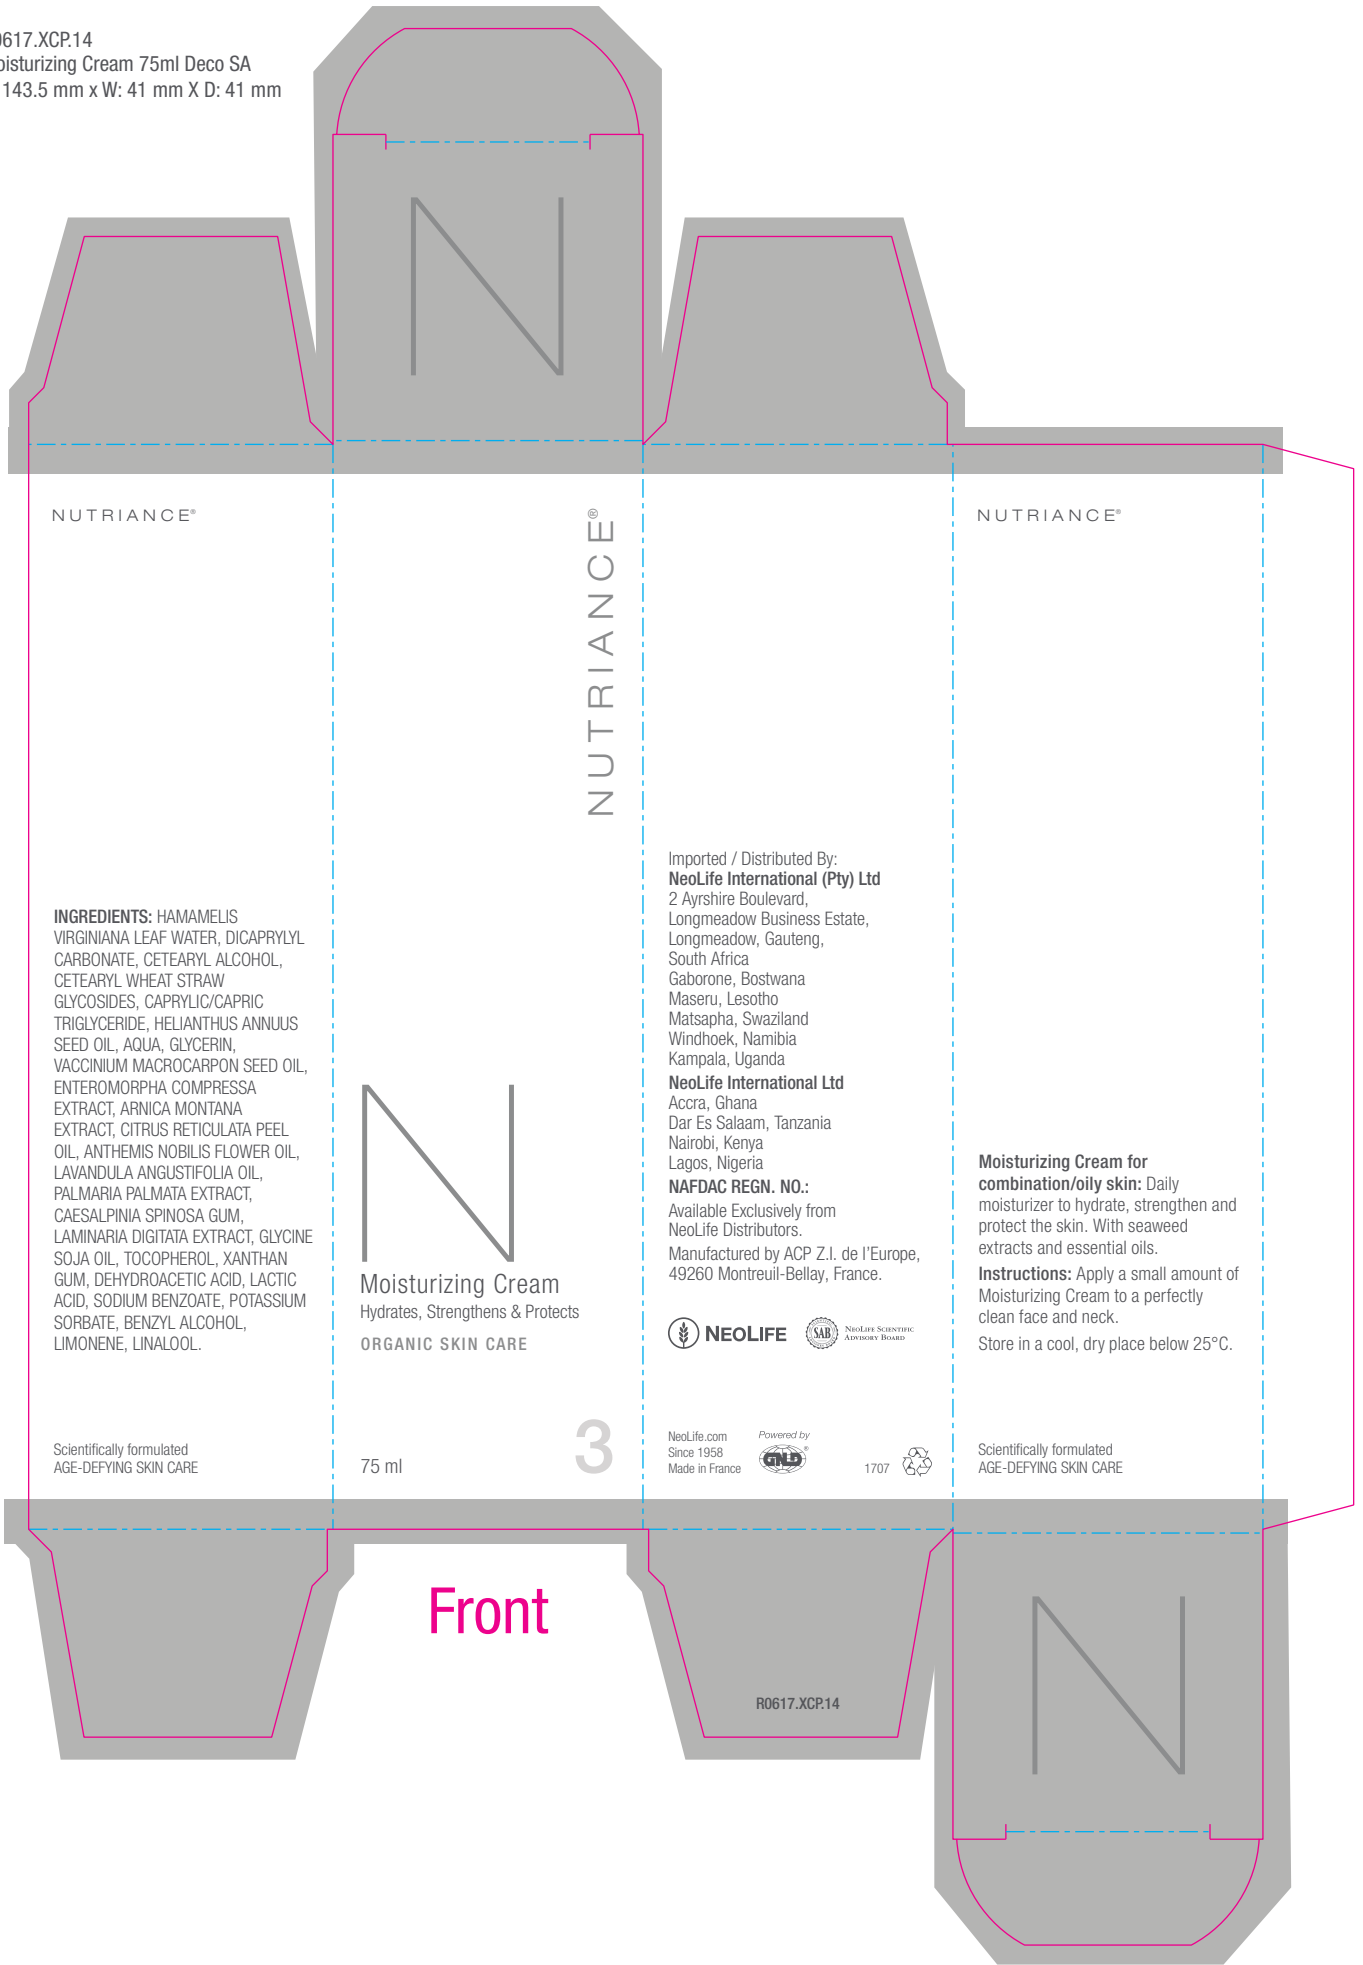 0617.XCP.14
oisturizing Cream 75ml Deco SA
143.5 mm x W: 41 mm X D: 41 mm
N
NUTRIANCE®
INGREDIENTS: HAMAMELIS
VIRGINIANA LEAF WATER, DICAPRYLYL
CARBONATE, CETEARYL ALCOHOL,
CETEARYL WHEAT STRAW
GLYCOSIDES, CAPRYLIC/CAPRIC
TRIGLYCERIDE, HELIANTHUS ANNUUS
SEED OIL, AQUA, GLYCERIN,
VACCINIUM MACROCARPON SEED OIL,
ENTEROMORPHA COMPRESSA
EXTRACT, ARNICA MONTANA
EXTRACT, CITRUS RETICULATA PEEL
OIL, ANTHEMIS NOBILIS FLOWER OIL,
LAVANDULA ANGUSTIFOLIA OIL,
PALMARIA PALMATA EXTRACT,
CAESALPINIA SPINOSA GUM,
LAMINARIA DIGITATA EXTRACT, GLYCINE
SOJA OIL, TOCOPHEROL, XANTHAN
GUM, DEHYDROACETIC ACID, LACTIC
ACID, SODIUM BENZOATE, POTASSIUM
SORBATE, BENZYL ALCOHOL,
LIMONENE, LINALOOL.
Scientifically formulated
AGE-DEFYING SKIN CARE
NUTRIANCE®
N
Moisturizing Cream
Hydrates, Strengthens & Protects
ORGANIC SKIN CARE
75 ml
3
Imported / Distributed By:
NeoLife International (Pty) Ltd
2 Ayrshire Boulevard,
Longmeadow Business Estate,
Longmeadow, Gauteng,
South Africa
Gaborone, Bostwana
Maseru, Lesotho
Matsapha, Swaziland
Windhoek, Namibia
Kampala, Uganda
NeoLife International Ltd
Accra, Ghana
Dar Es Salaam, Tanzania
Nairobi, Kenya
Lagos, Nigeria
NAFDAC REGN. NO.:
Available Exclusively from
NeoLife Distributors.
Manufactured by ACP Z.I. de l'Europe,
49260 Montreuil-Bellay, France.
NEOLIFE
SAB
NEOLIFE SCIENTIFIC
ADVISORY BOARD
NeoLife.com
Since 1958
Made in France
Powered by
GNLD®
1707
NUTRIANCE®
Moisturizing Cream for
combination/oily skin: Daily
moisturizer to hydrate, strengthen and
protect the skin. With seaweed
extracts and essential oils.
Instructions: Apply a small amount of
Moisturizing Cream to a perfectly
clean face and neck.
Store in a cool, dry place below 25°C.
Scientifically formulated
AGE-DEFYING SKIN CARE
Front
R0617.XCP.14
N